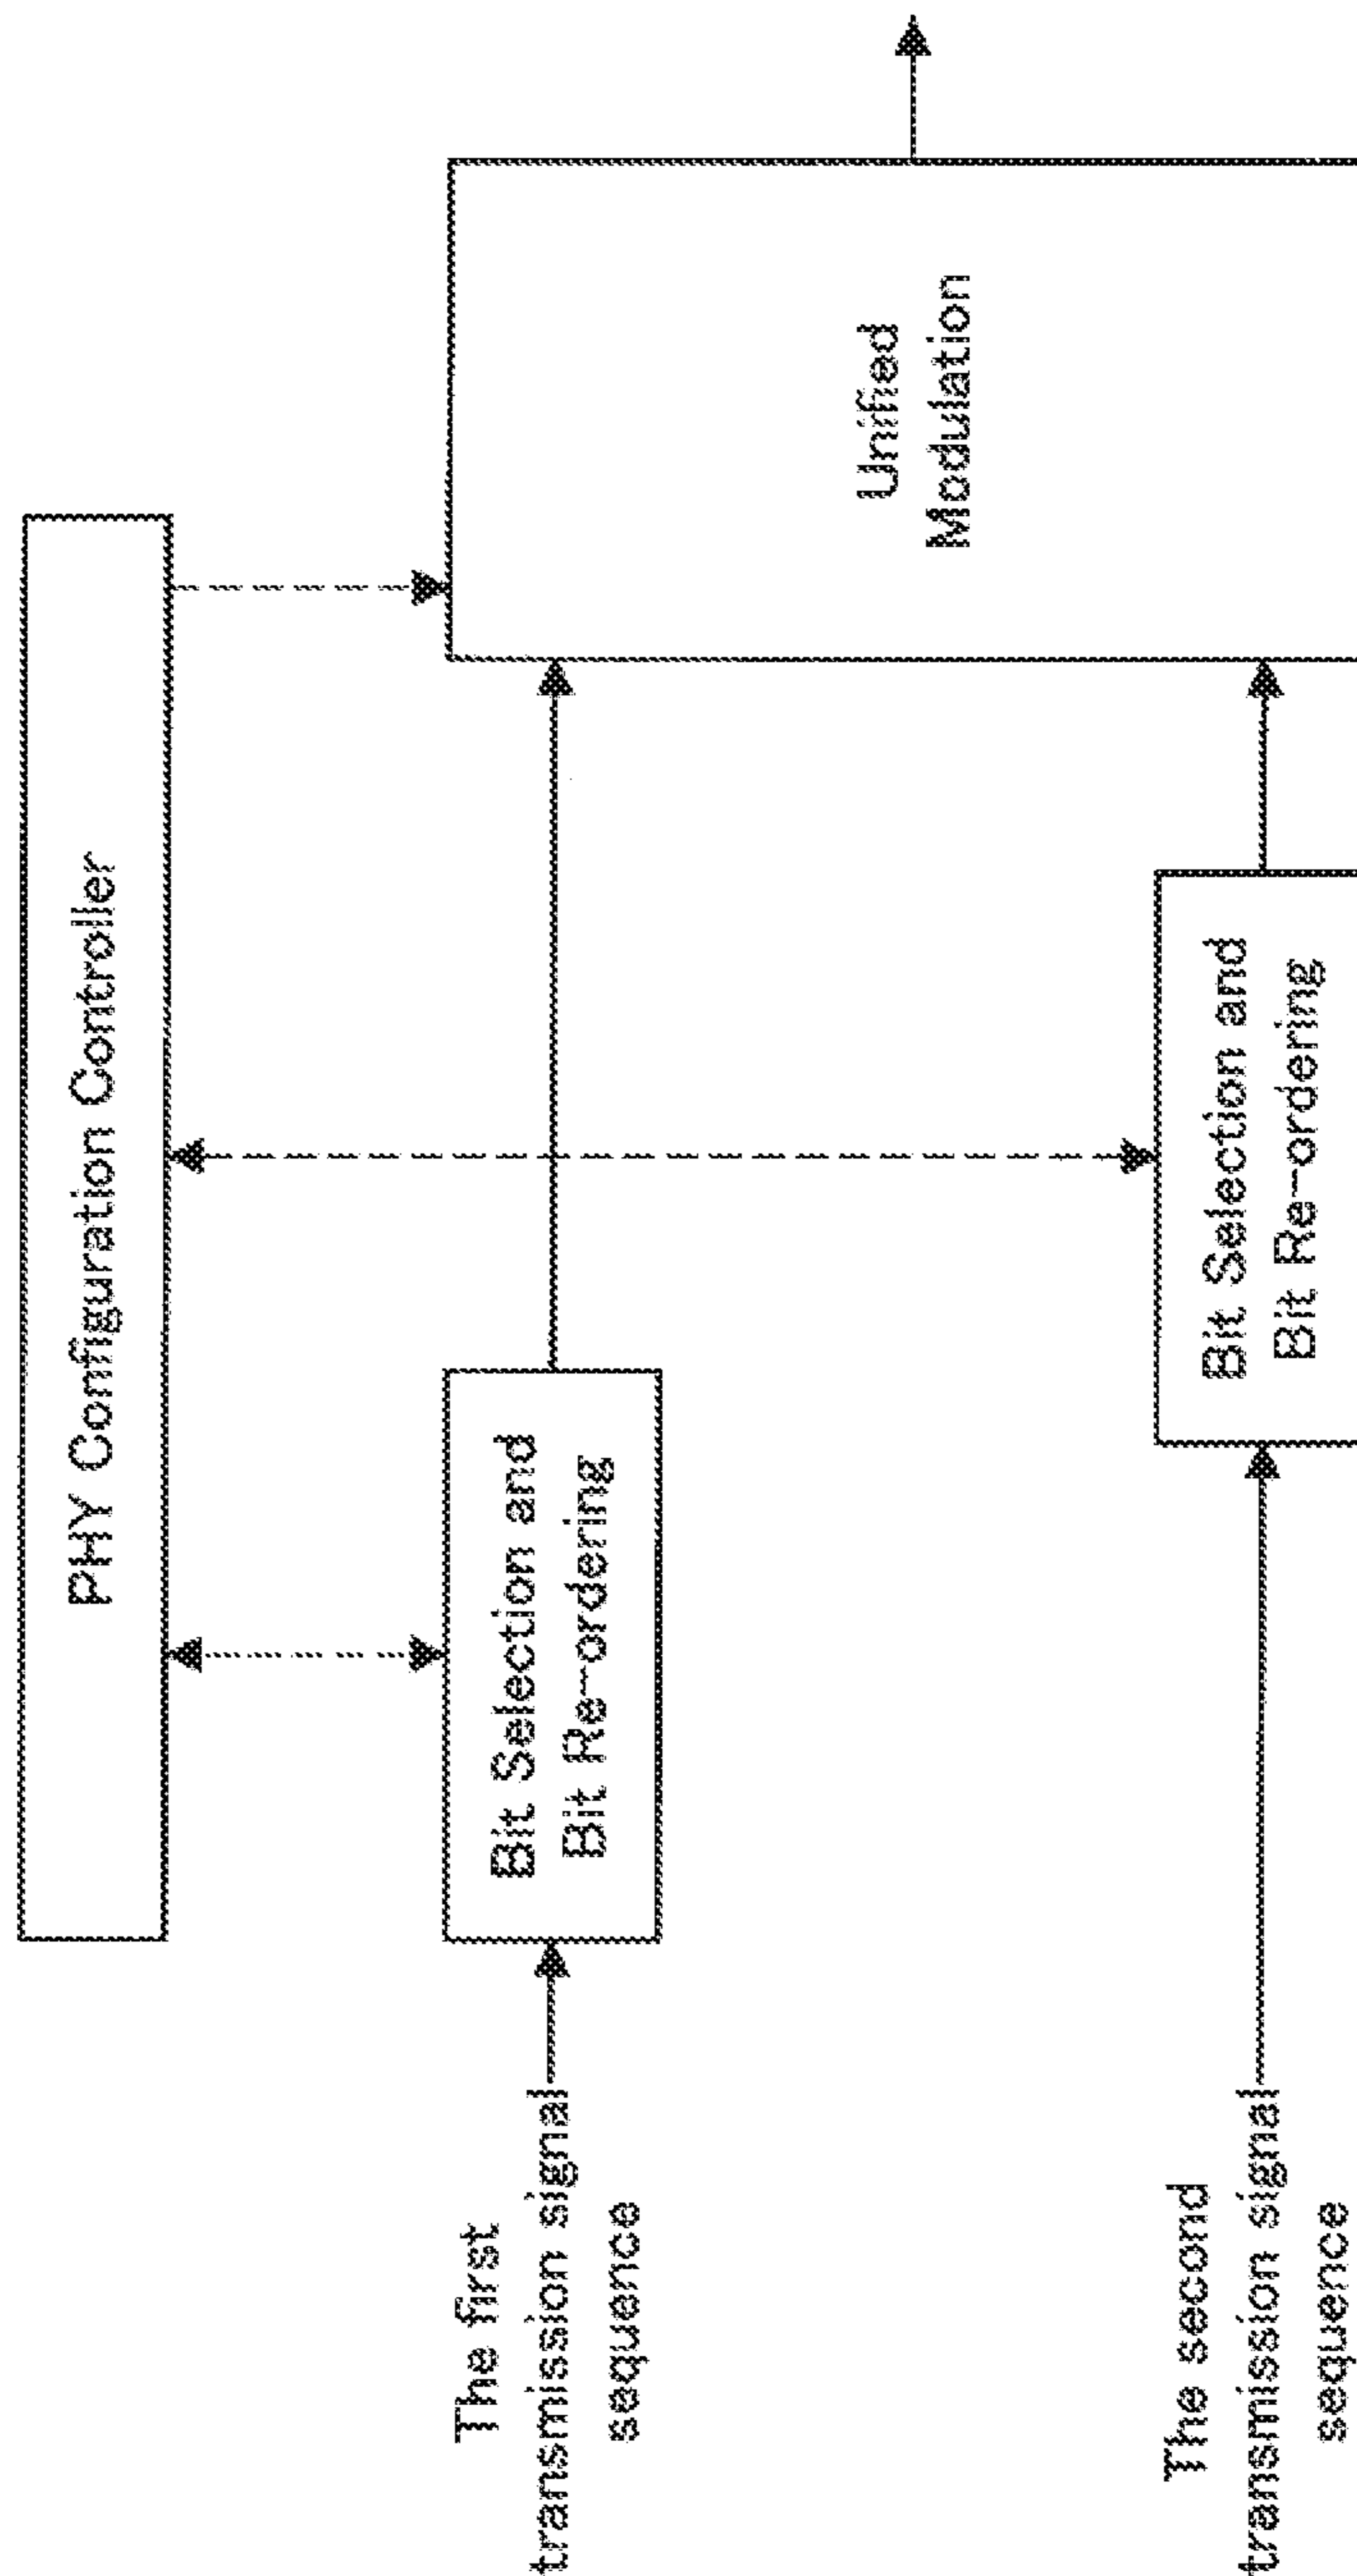 PHY Configuration Controller
The first
transmission signal
sequence
Bit Selection and
Bit Re-ordering
Unified
Modulation
The second
transmission signal
sequence
Bit Selection and
Bit Re-ordering